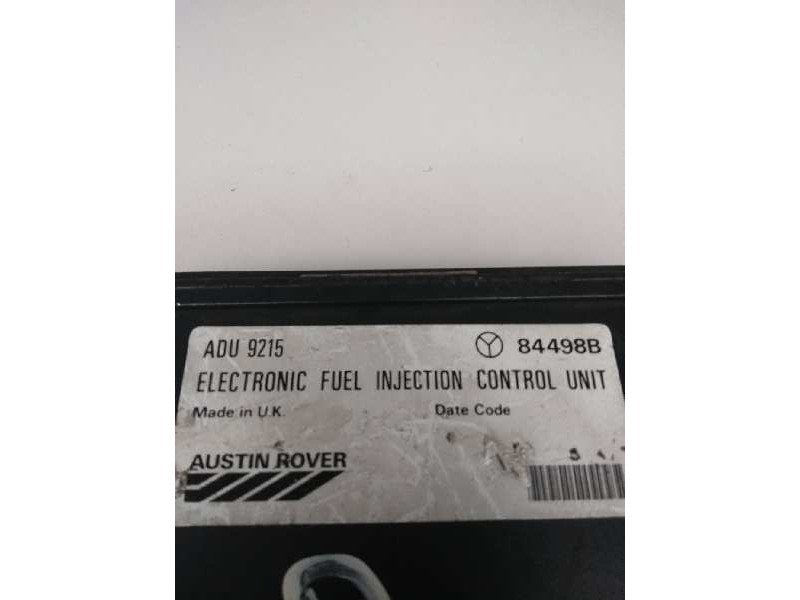 ADU 9215 84498B
ELECTRONIC FUEL INJECTION CONTROL UNIT
Made in U.K. Date Code
AUSTIN ROVER